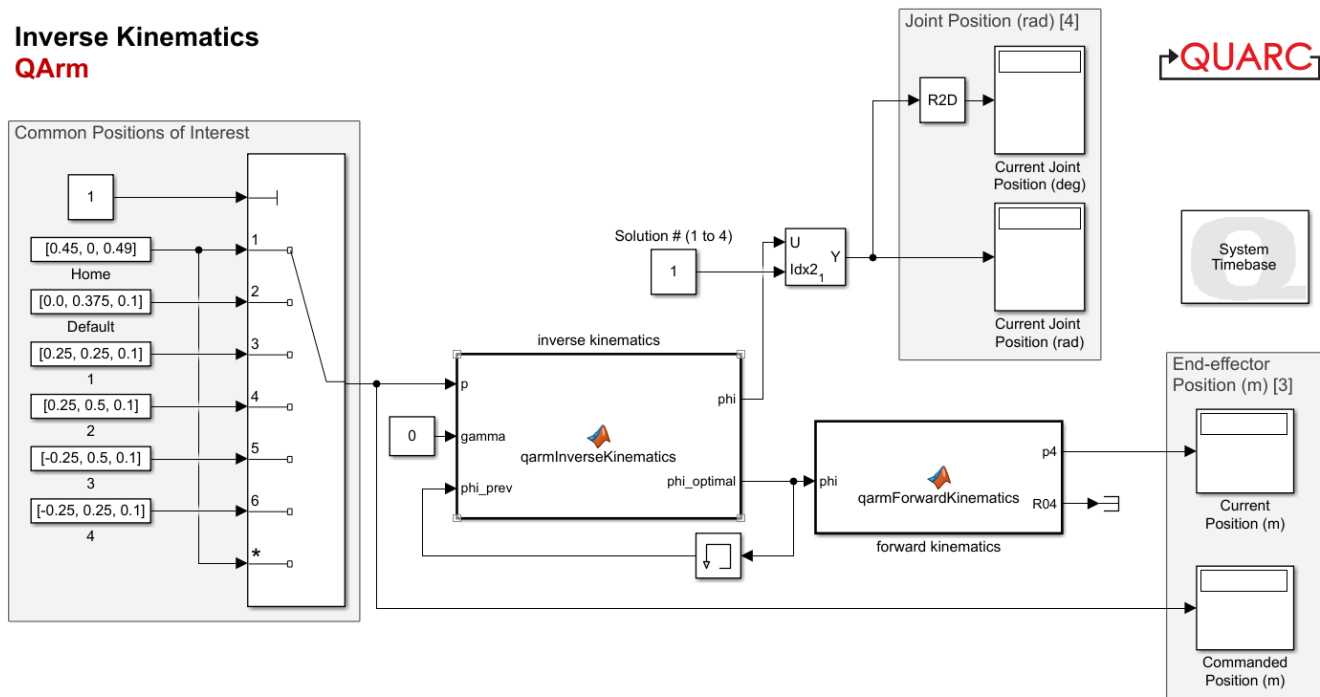 Inverse Kinematics
QArm
Common Positions of Interest
1
[0.45, 0, 0.49]
Home
[0.0, 0.375, 0.1]
Default
[0.25, 0.25, 0.1]
1
[0.25, 0.5, 0.1]
2
[-0.25, 0.5, 0.1]
3
[-0.25, 0.25, 0.1]
4
1
2
3
4
5
6
*
Solution # (1 to 4)
1
U
Idx2
1
Y
inverse kinematics
p
gamma
phi_prev
0
qarmInverseKinematics
phi
phi_optimal
phi
qarmForwardKinematics
p4
R04
forward kinematics
Joint Position (rad) [4]
R2D
Current Joint
Position (deg)
Current Joint
Position (rad)
QUARC
System
Timebase
End-effector
Position (m) [3]
Current
Position (m)
Commanded
Position (m)